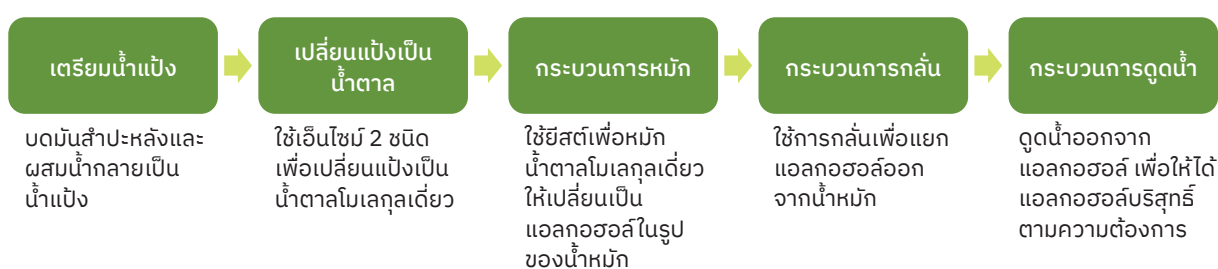 เตรียมน้ำแป้ง
บดมันสำปะหลังและ
ผสมน้ำกลายเป็น
น้ำแป้ง
เปลี่ยนแป้งเป็น
น้ำตาล
ใช้เอ็นไซม์ 2 ชนิด
เพื่อเปลี่ยนแป้งเป็น
น้ำตาลโมเลกุลเดี่ยว
กระบวนการหมัก
ใช้ยีสต์เพื่อหมัก
น้ำตาลโมเลกุลเดี่ยว
ให้เปลี่ยนเป็น
แอลกอฮอล์ในรูป
ของน้ำหมัก
กระบวนการกลั่น
ใช้การกลั่นเพื่อแยก
แอลกอฮอล์ออก
จากน้ำหมัก
กระบวนการดูดน้ำ
ดูดน้ำออกจาก
แอลกอฮอล์ เพื่อให้ได้
แอลกอฮอล์บริสุทธิ์
ตามความต้องการ